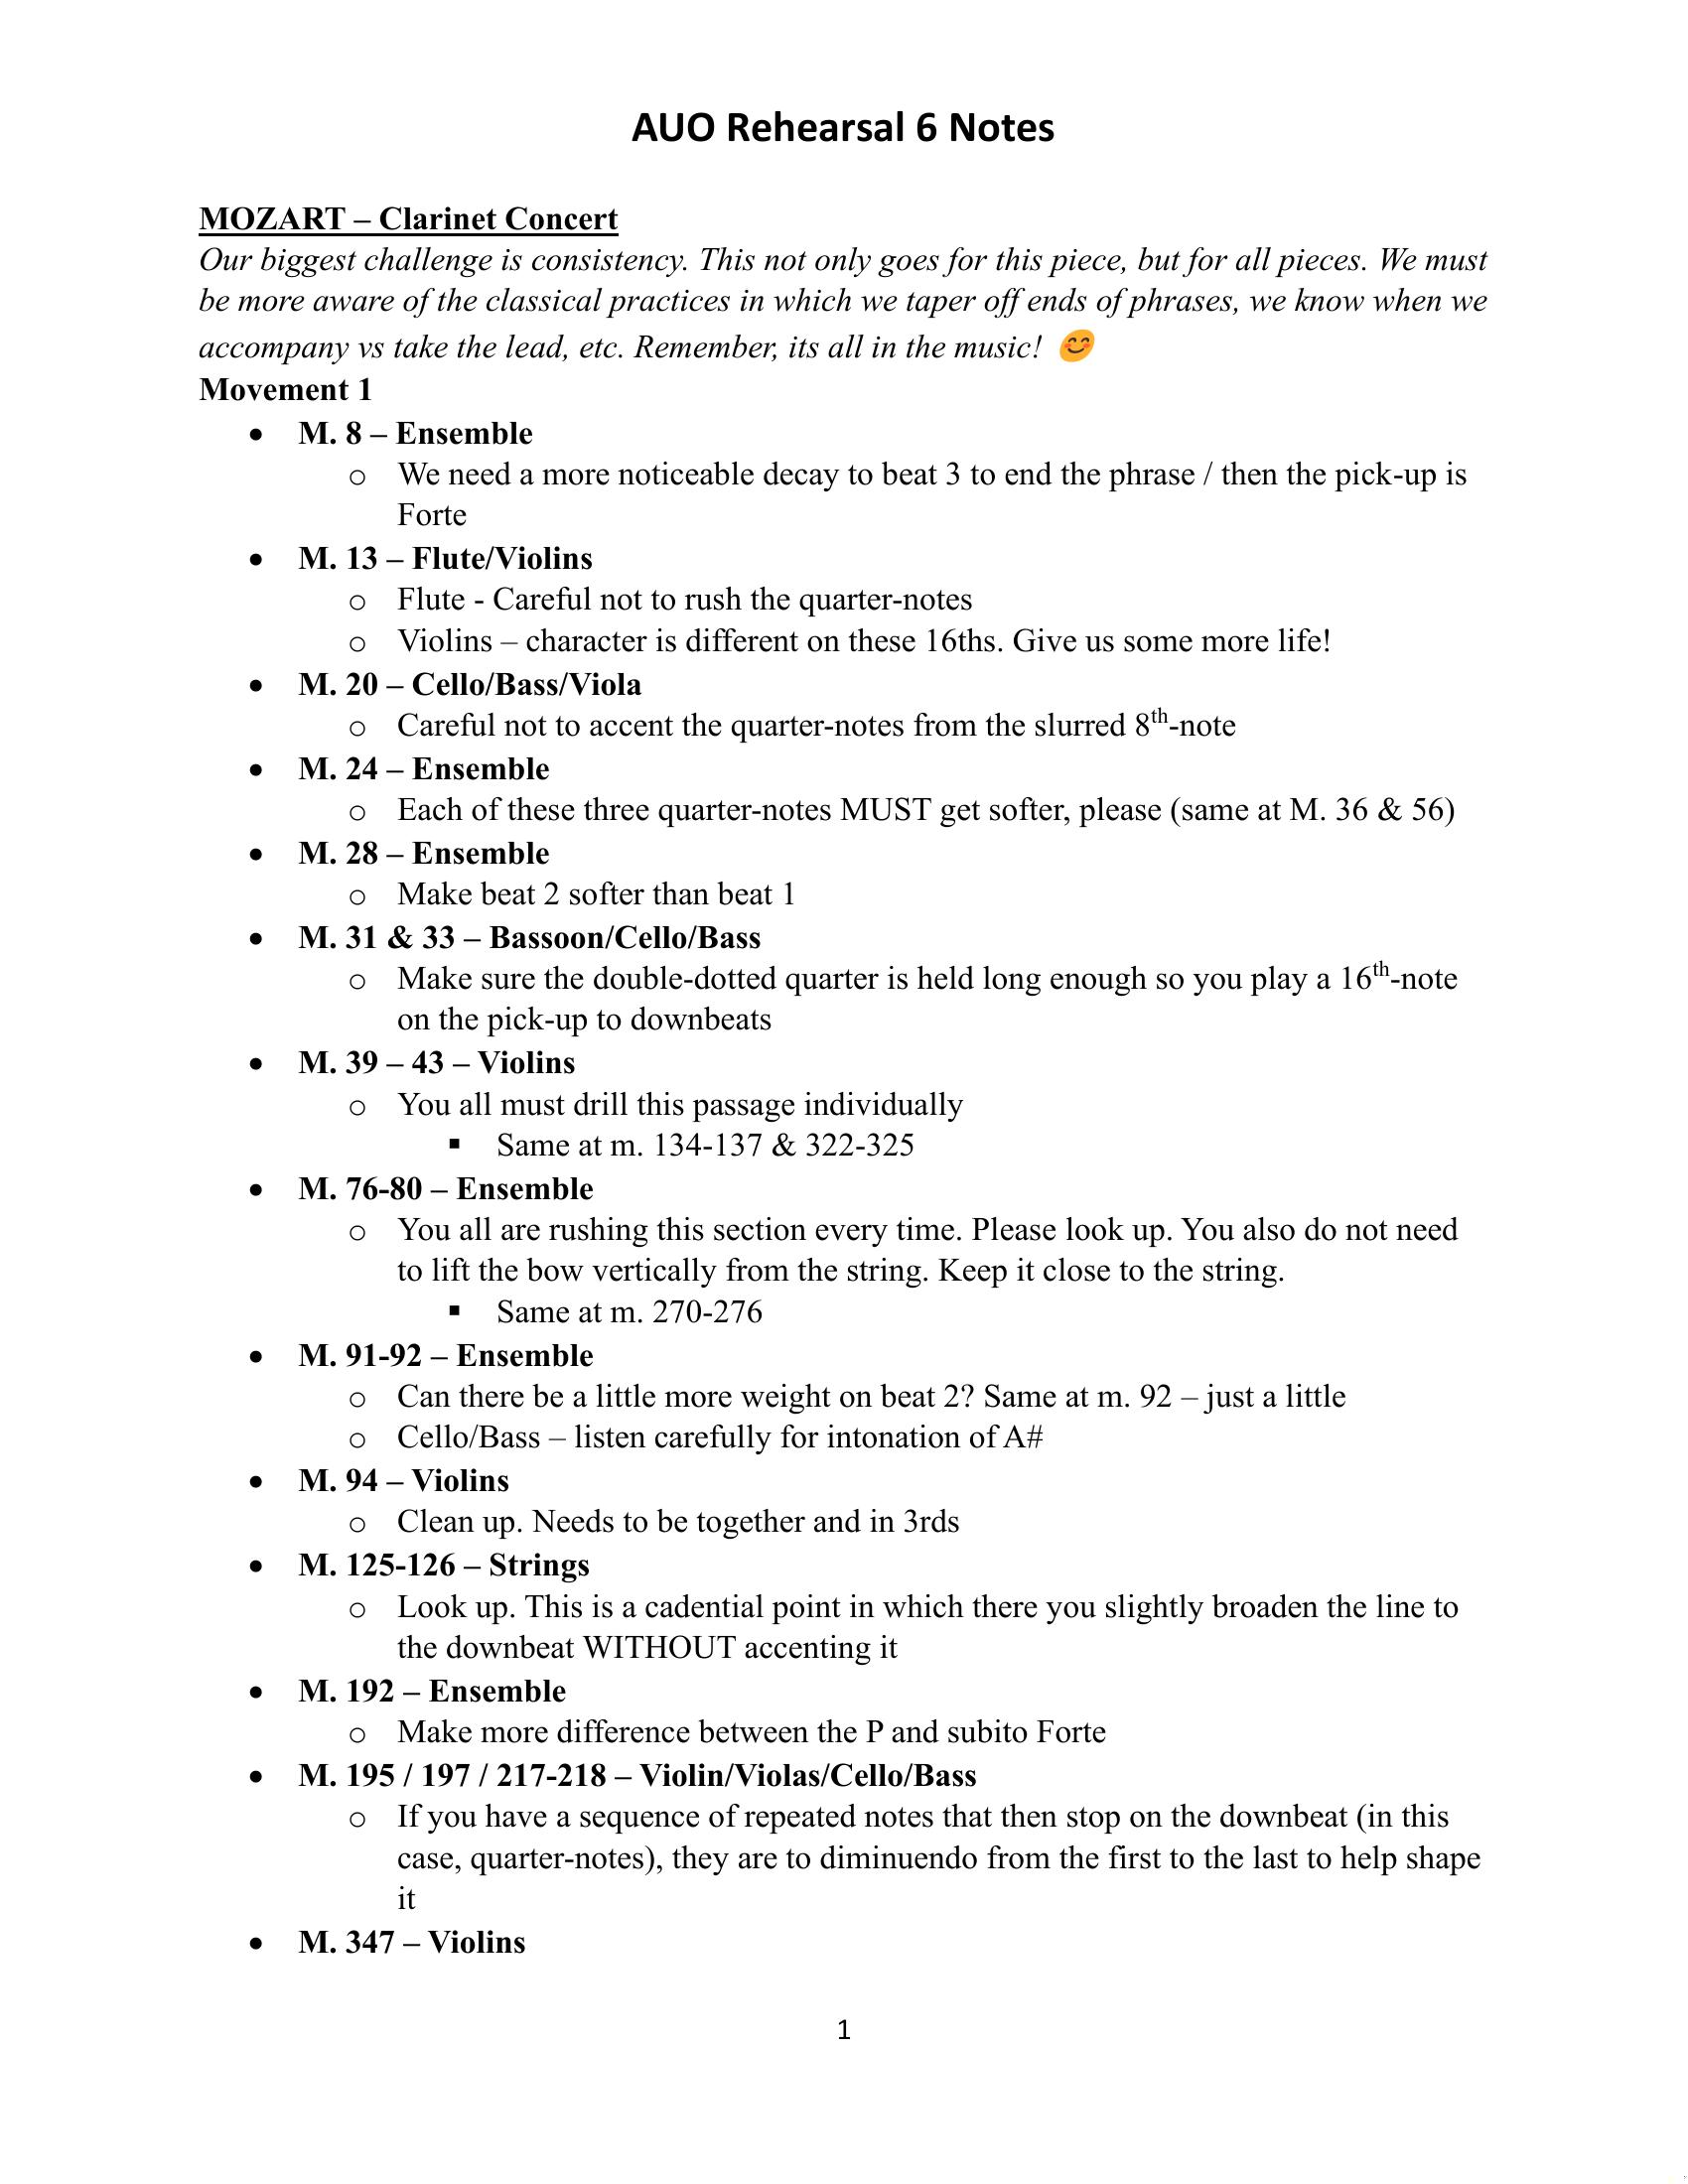 AUO Rehearsal 6 Notes
MOZART – Clarinet Concert
Our biggest challenge is consistency. This not only goes for this piece, but for all pieces. We must
be more aware of the classical practices in which we taper off ends of phrases, we know when we
accompany vs take the lead, etc. Remember, its all in the music! 😊
Movement 1
• M. 8 – Ensemble
o We need a more noticeable decay to beat 3 to end the phrase / then the pick-up is
Forte
• M. 13 – Flute/Violins
o Flute - Careful not to rush the quarter-notes
o Violins – character is different on these 16ths. Give us some more life!
• M. 20 – Cello/Bass/Viola
o Careful not to accent the quarter-notes from the slurred 8th-note
• M. 24 – Ensemble
o Each of these three quarter-notes MUST get softer, please (same at M. 36 & 56)
• M. 28 – Ensemble
o Make beat 2 softer than beat 1
• M. 31 & 33 – Bassoon/Cello/Bass
o Make sure the double-dotted quarter is held long enough so you play a 16th-note
on the pick-up to downbeats
• M. 39 – 43 – Violins
o You all must drill this passage individually
▪ Same at m. 134-137 & 322-325
• M. 76-80 – Ensemble
o You all are rushing this section every time. Please look up. You also do not need
to lift the bow vertically from the string. Keep it close to the string.
▪ Same at m. 270-276
• M. 91-92 – Ensemble
o Can there be a little more weight on beat 2? Same at m. 92 – just a little
o Cello/Bass – listen carefully for intonation of A#
• M. 94 – Violins
o Clean up. Needs to be together and in 3rds
• M. 125-126 – Strings
o Look up. This is a cadential point in which there you slightly broaden the line to
the downbeat WITHOUT accenting it
• M. 192 – Ensemble
o Make more difference between the P and subito Forte
• M. 195 / 197 / 217-218 – Violin/Violas/Cello/Bass
o If you have a sequence of repeated notes that then stop on the downbeat (in this
case, quarter-notes), they are to diminuendo from the first to the last to help shape
it
• M. 347 – Violins
1